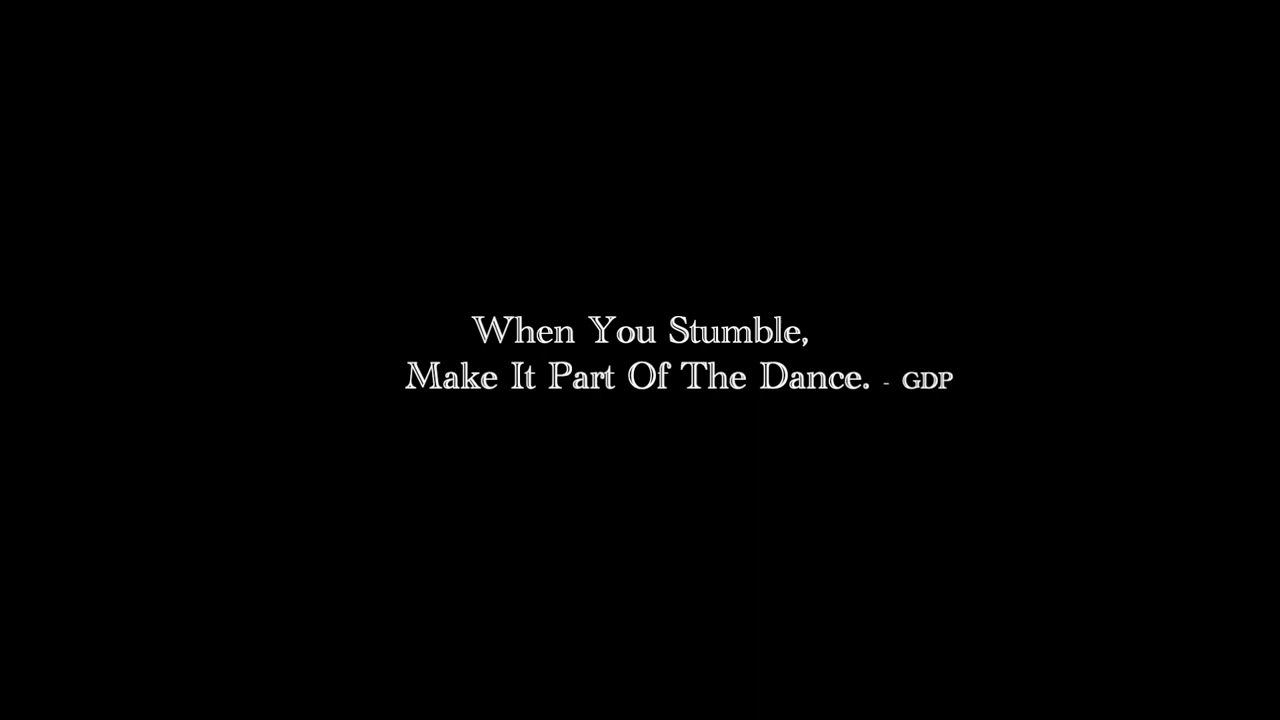 When You Stumble,
Make It Part Of The Dance. - GDP